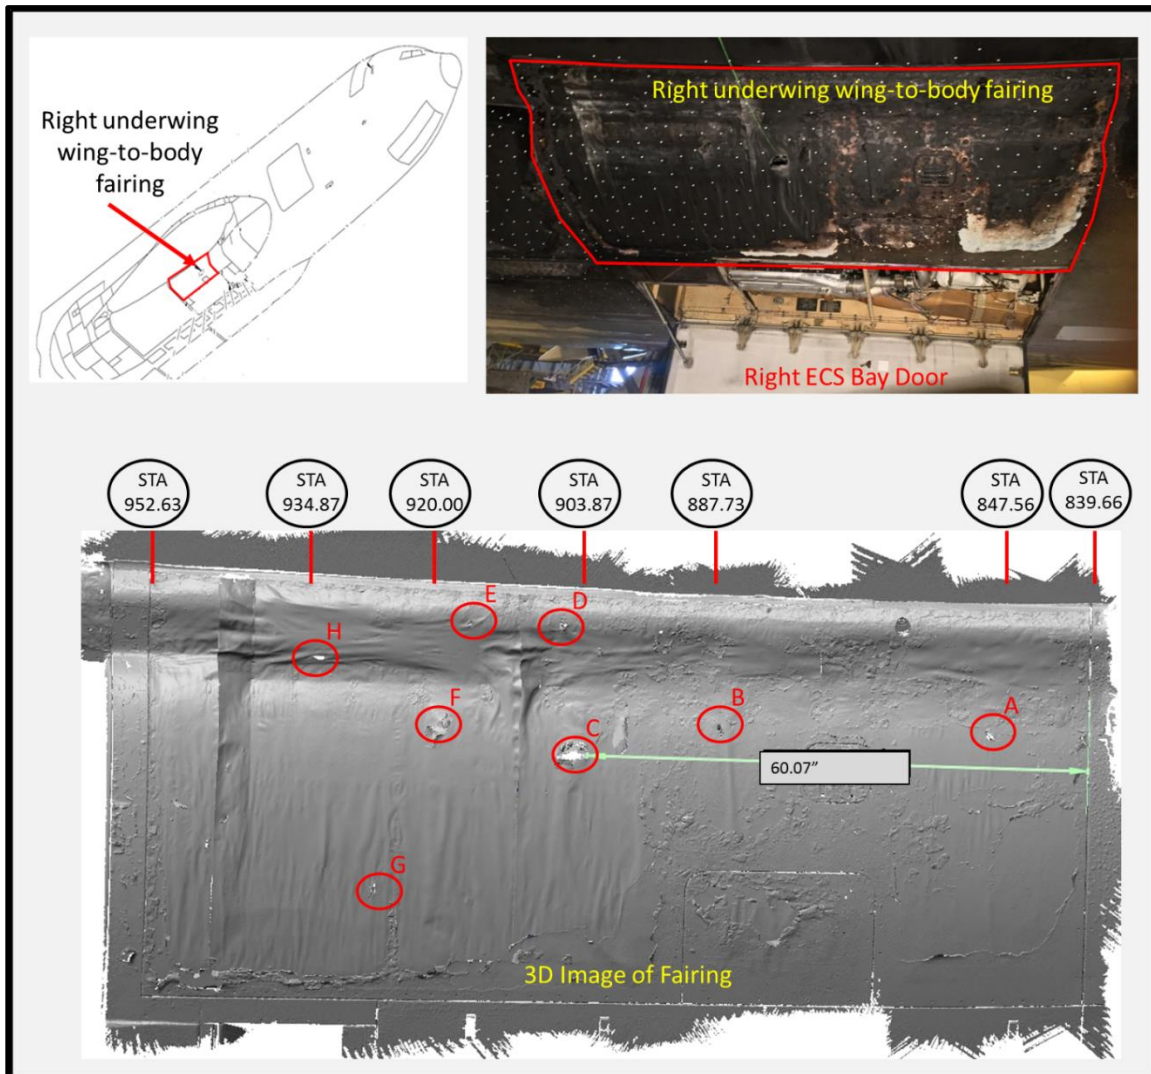 Right underwing
wing-to-body
fairing
Right underwing wing-to-body fairing
Right ECS Bay Door
STA
952.63
STA
934.87
STA
920.00
STA
903.87
STA
887.73
STA
847.56
STA
839.66
E
D
H
F
B
A
C
60.07”
G
3D Image of Fairing